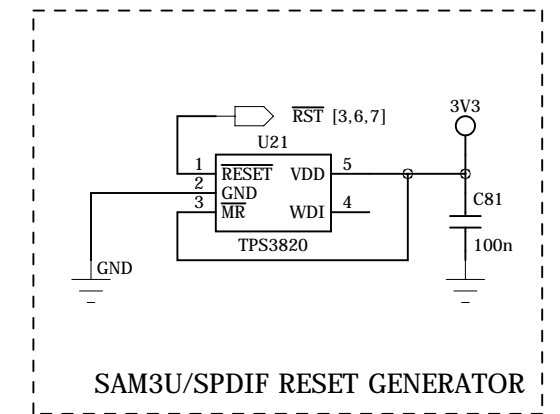 RST [3,6,7]
3V3
U21
1 RESET VDD 5
2 GND
3 MR WDI 4
C81
TPS3820
100n
GND
SAM3U/SPDIF RESET GENERATOR